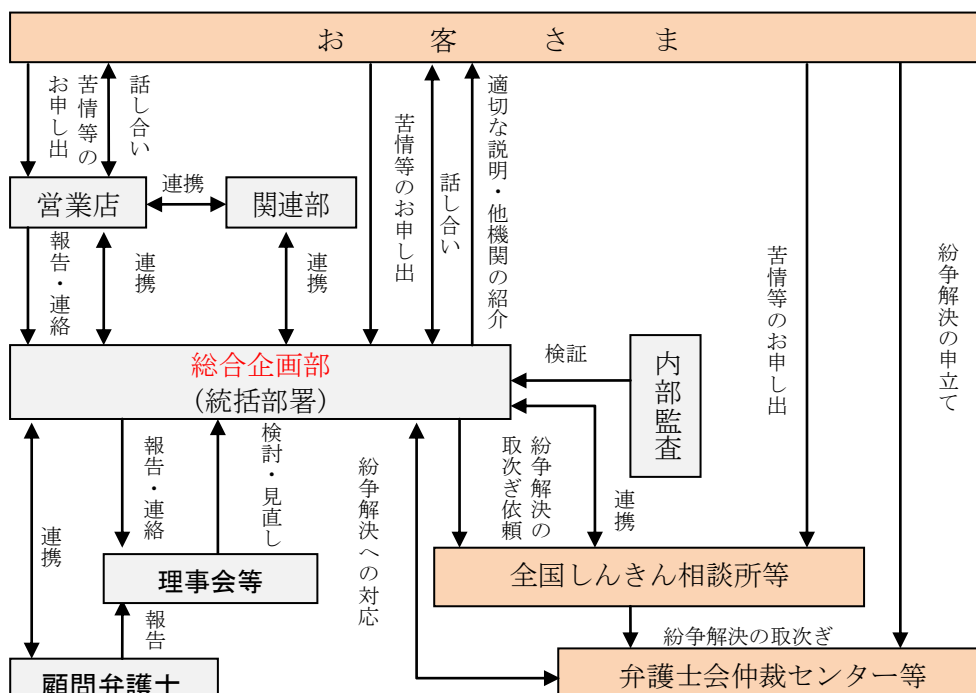 お客さま
苦情等の
お申し出
話し合い
苦情等のお申し出
話し合い
適切な説明・他機関の紹介
苦情等のお申し出
紛争解決の申立て
営業店
連携
関連部
報告・連絡
連携
連携
総合企画部
(統括部署)
検証
内部監査
連携
報告・連絡
検討・見直し
紛争解決への対応
紛争解決の
取次ぎ依頼
連携
理事会等
全国しんきん相談所等
報告
紛争解決の取次ぎ
顧問弁護士
弁護士会仲裁センター等